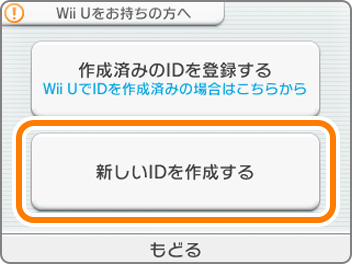 Wii Uをお持ちの方へ
作成済みのIDを登録する
Wii UでIDを作成済みの場合はこちらから
新しいIDを作成する
もどる